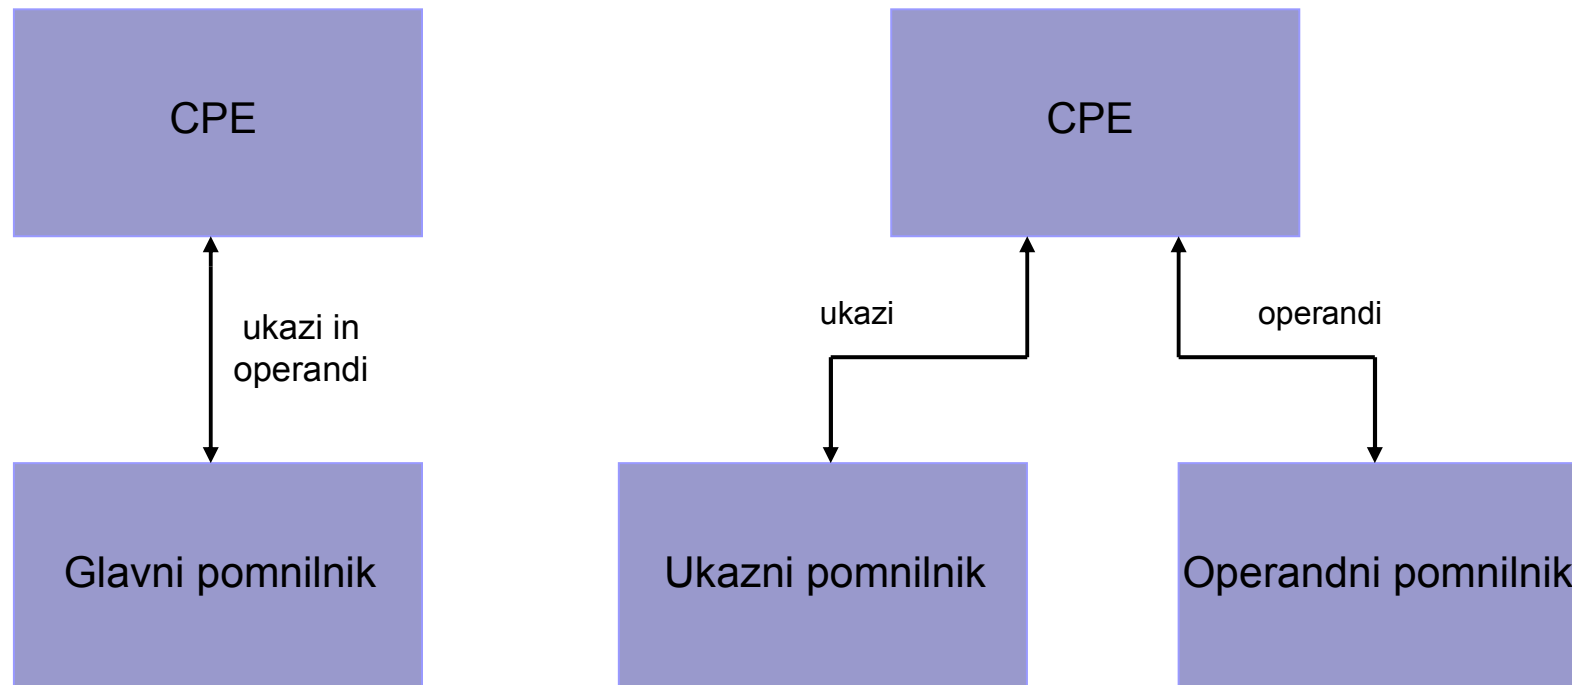 CPE
CPE
ukazi in
operandi
ukazi
operandi
Glavni pomnilnik
Ukazni pomnilnik
Operandni pomnilnik